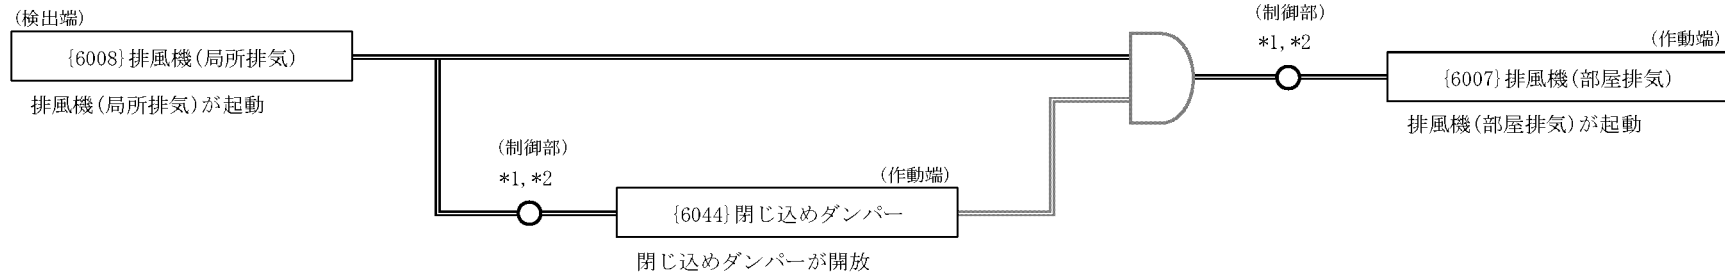 (検出端)
{6008}排風機(局所排気)
排風機(局所排気)が起動
(制御部)
*1,*2
(作動端)
{6044}閉じ込めダンパー
閉じ込めダンパーが開放
(制御部)
*1,*2
(作動端)
{6007}排風機(部屋排気)
排風機(部屋排気)が起動